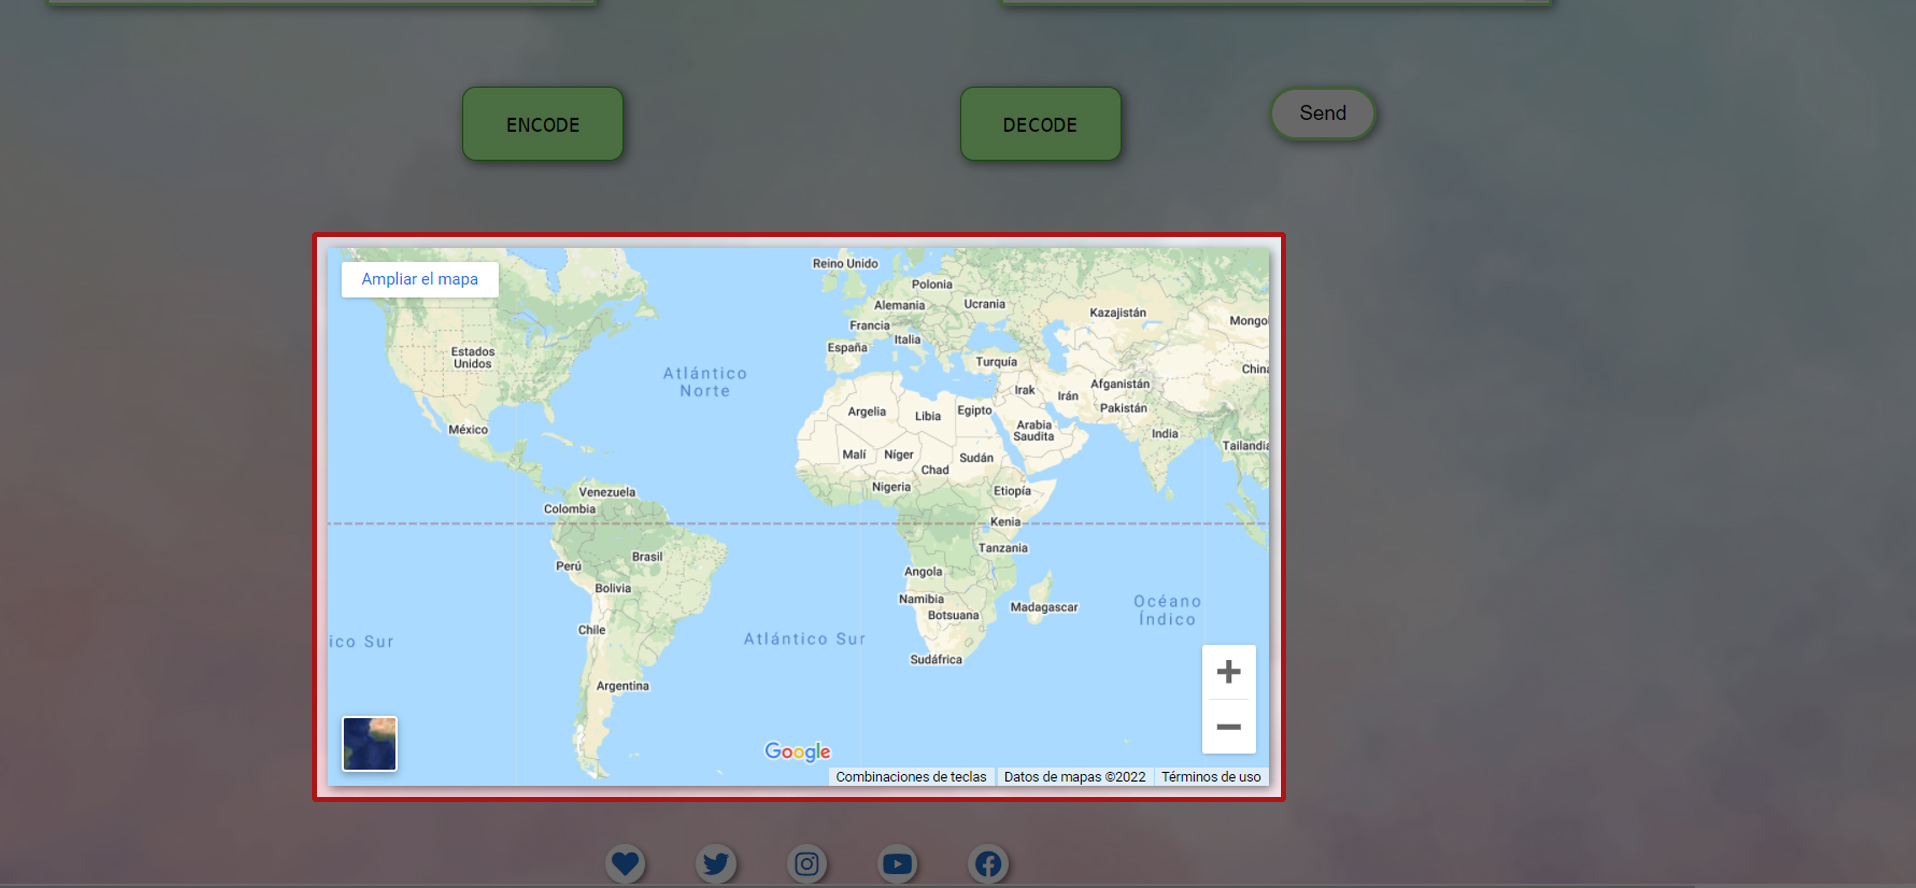 ENCODE
DECODE
Send
Ampliar el mapa
Reino Unido
Polonia
Alemania
Ucrania
Kazajistán
Francia
Mongol
Italia
España
Estados
Unidos
Turquía
China
Atlántico
Norte
Afganistán
Irak
Irán
Pakistán
Argelia
Libia
Egipto
Arabia
Saudita
México
India
Tailandia
Malí
Níger
Sudán
Chad
Nigeria
Etiopía
Venezuela
Colombia
Kenia
Tanzania
Brasil
Perú
Angola
Bolivia
Namibia
Madagascar
Botsuana
Océano
Índico
Chile
Atlántico Sur
ico Sur
Sudáfrica
Argentina
Google
Combinaciones de teclas
Datos de mapas ©2022
Términos de uso